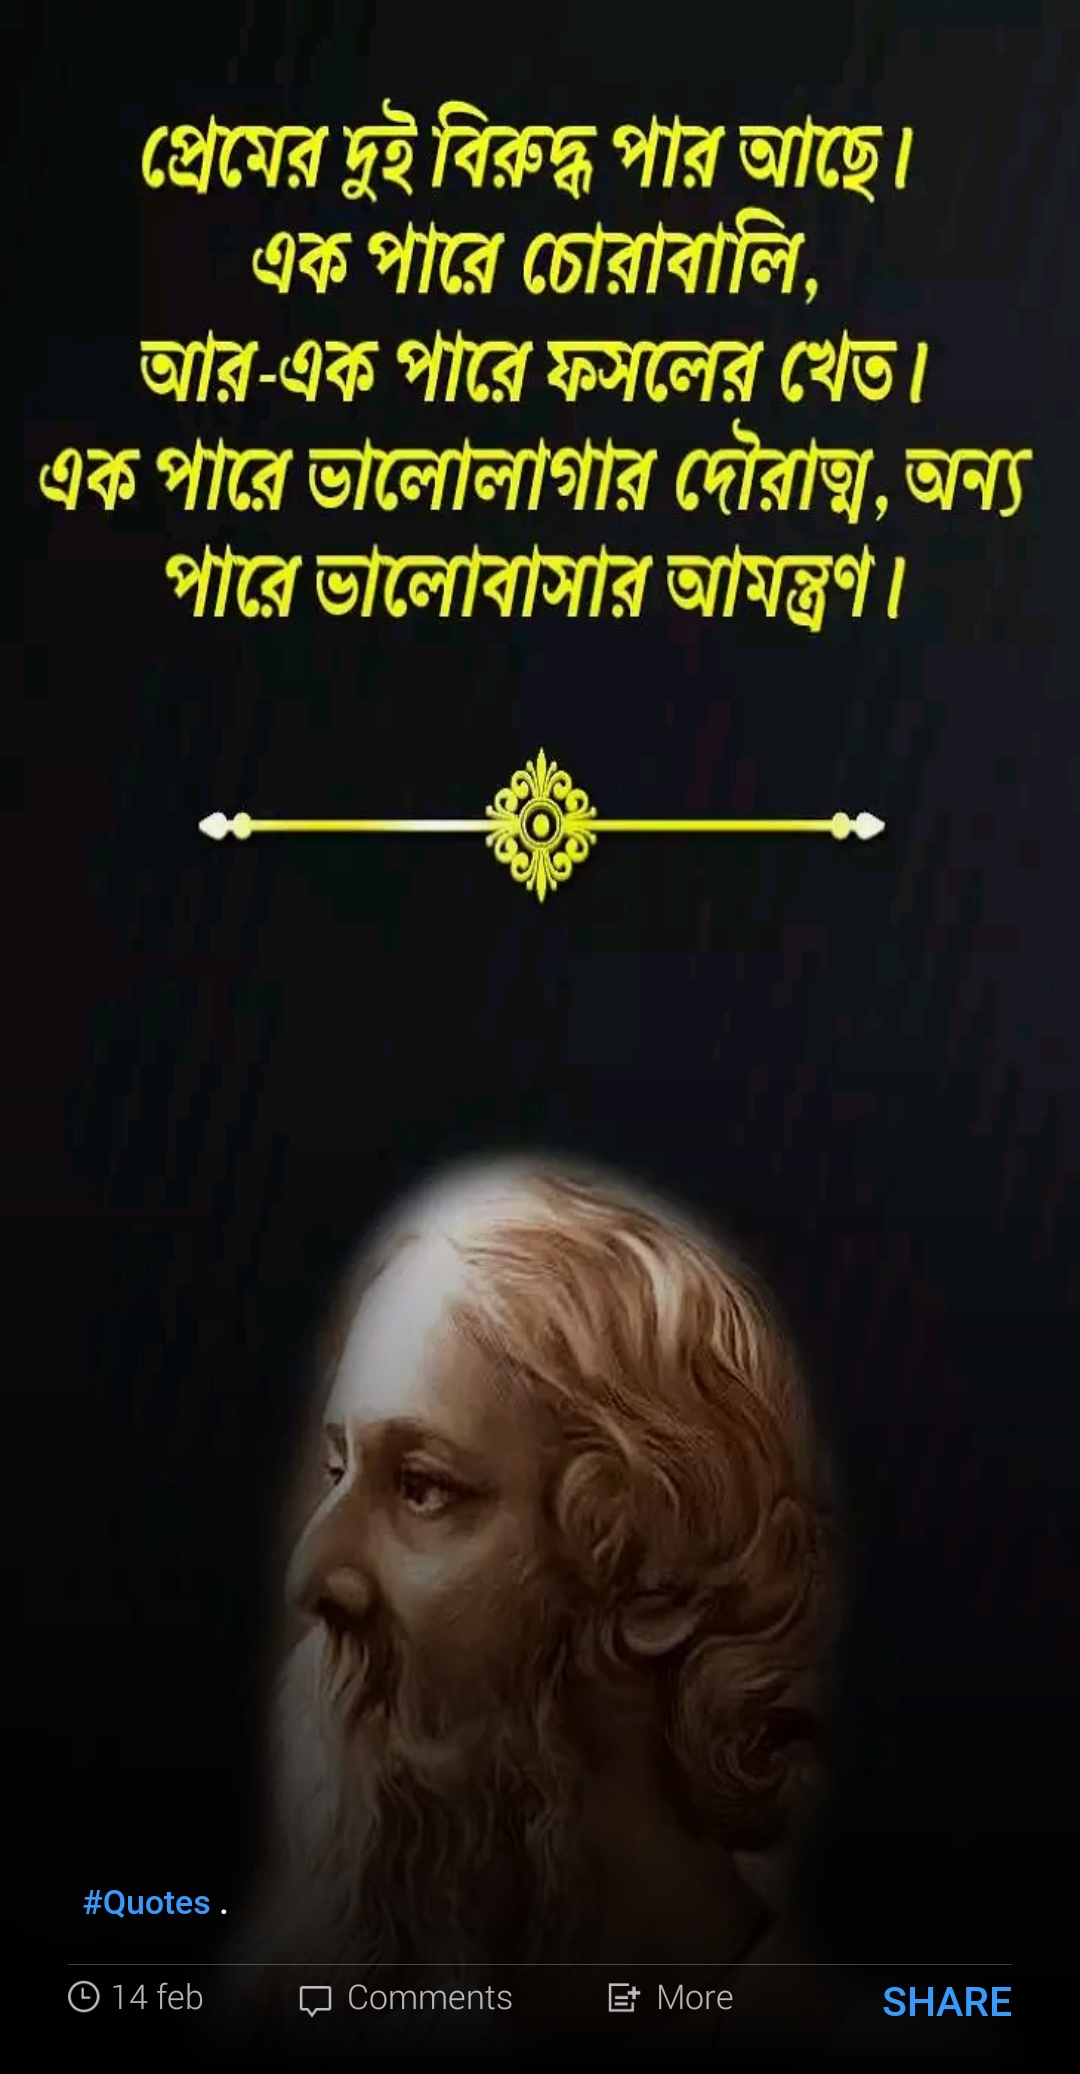 প্রেমের দুই বিরুদ্ধ পার আছে।
এক পারে চোরাবালি,
আর-এক পারে ফসলের খেত।
এক পারে ভালোলাগার দৌরাত্ম, অন্য
পারে ভালোবাসার আমন্ত্রণ।
#Quotes .
14 feb Comments More SHARE